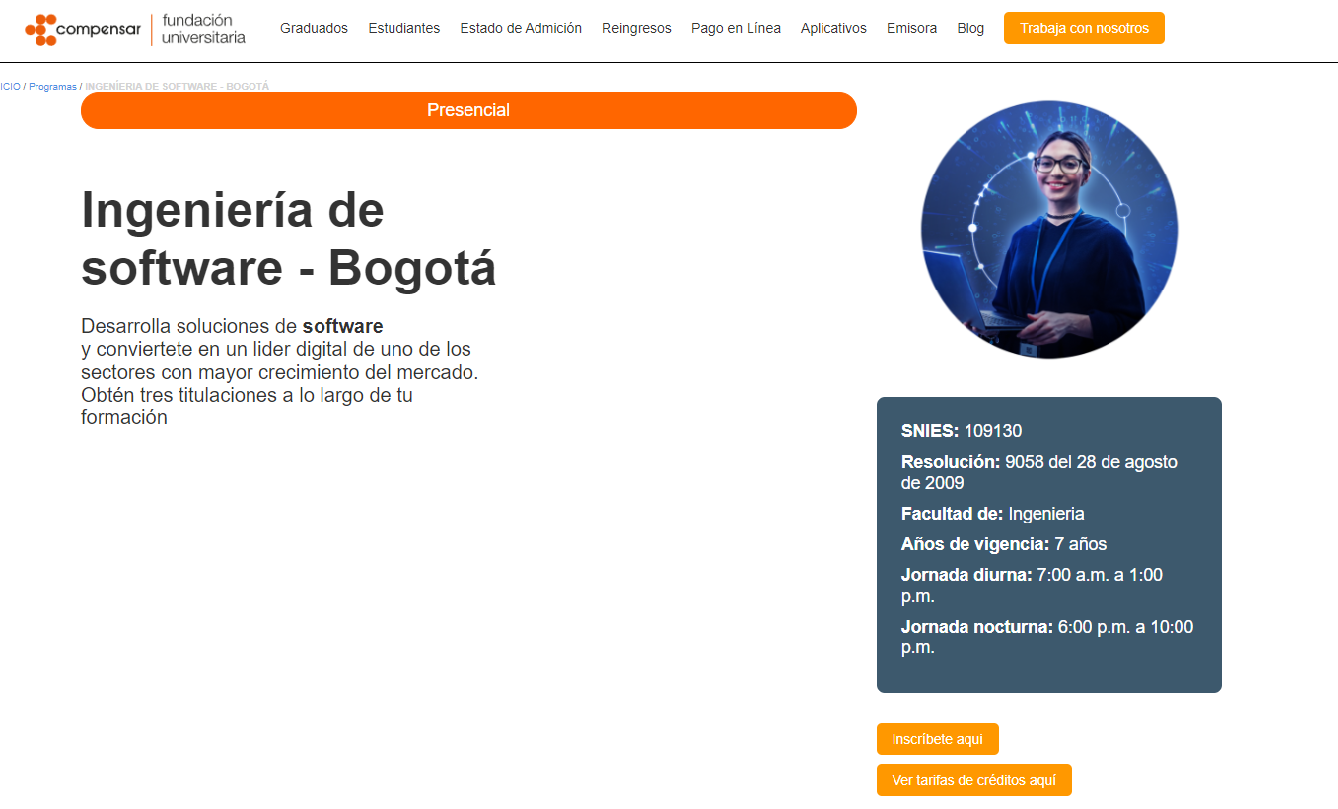 compensar
fundación
universitaria
Graduados Estudiantes Estado de Admición Reingresos Pago en Línea Aplicativos Emisora Blog Trabaja con nosotros
ICIO / Programas / INGENÍERIA DE SOFTWARE - BOGOTÁ
Presencial
Ingeniería de
software - Bogotá
Desarrolla soluciones de software
y conviertete en un lider digital de uno de los
sectores con mayor crecimiento del mercado.
Obtén tres titulaciones a lo largo de tu
formación
SNIES: 109130
Resolución: 9058 del 28 de agosto
de 2009
Facultad de: Ingenieria
Años de vigencia: 7 años
Jornada diurna: 7:00 a.m. a 1:00
p.m.
Jornada nocturna: 6:00 p.m. a 10:00
p.m.
Inscríbete aqui
Ver tarifas de créditos aquí